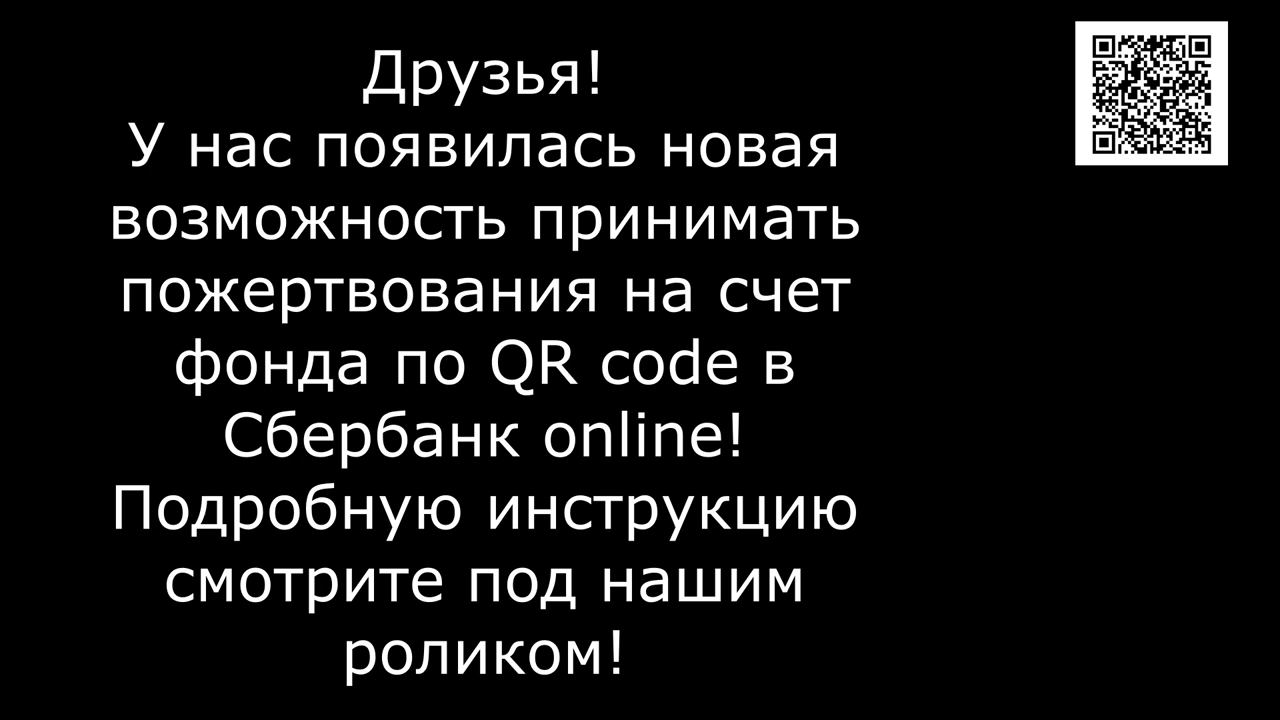 Друзья!
У нас появилась новая
возможность принимать
пожертвования на счет
фонда по QR code в
Сбербанк online!
Подробную инструкцию
смотрите под нашим
роликом!